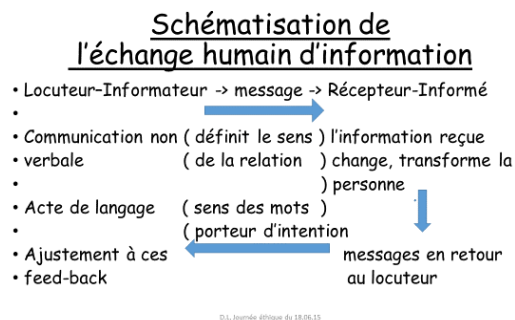 Schématisation de
l’échange humain d’information
• Locuteur–Informateur -> message -> Récepteur-Informé
•
• Communication non ( définit le sens ) l’information reçue
• verbale ( de la relation ) change, transforme la
• ) personne
• Acte de langage ( sens des mots )
• ( porteur d’intention
• Ajustement à ces messages en retour
• feed-back au locuteur
D.L. Journée éthique du 18.06.15